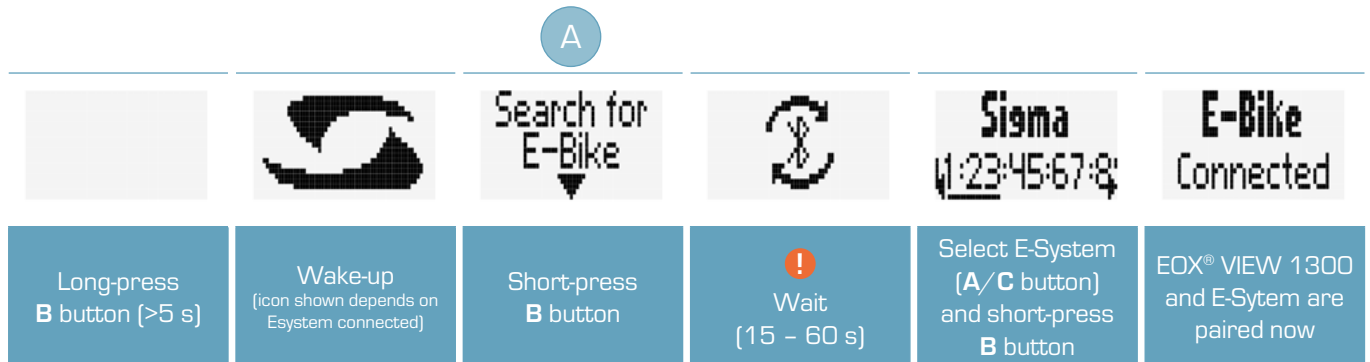 A
Search for
E-Bike
Sigma
1:23:45:67:8
E-Bike
Connected
Long-press
B button (>5 s)
Wake-up
(icon shown depends on
Esystem connected)
Short-press
B button
!
Wait
(15 – 60 s)
Select E-System
(A/C button)
and short-press
B button
EOX® VIEW 1300
and E-Sytem are
paired now